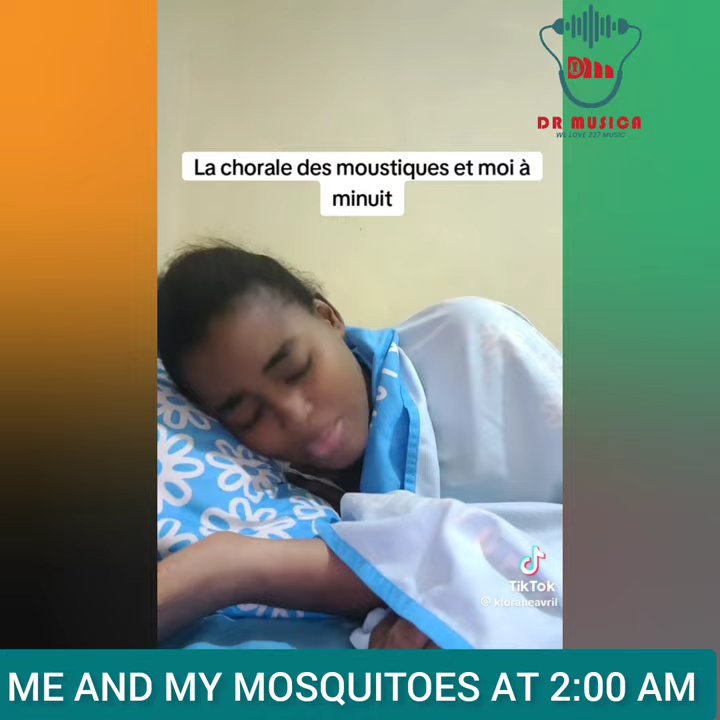 DM
DR MUSICA
WE LOVE 237 MUSIC
La chorale des moustiques et moi à
minuit
TikTok
@kloraneavril
ME AND MY MOSQUITOES AT 2:00 AM